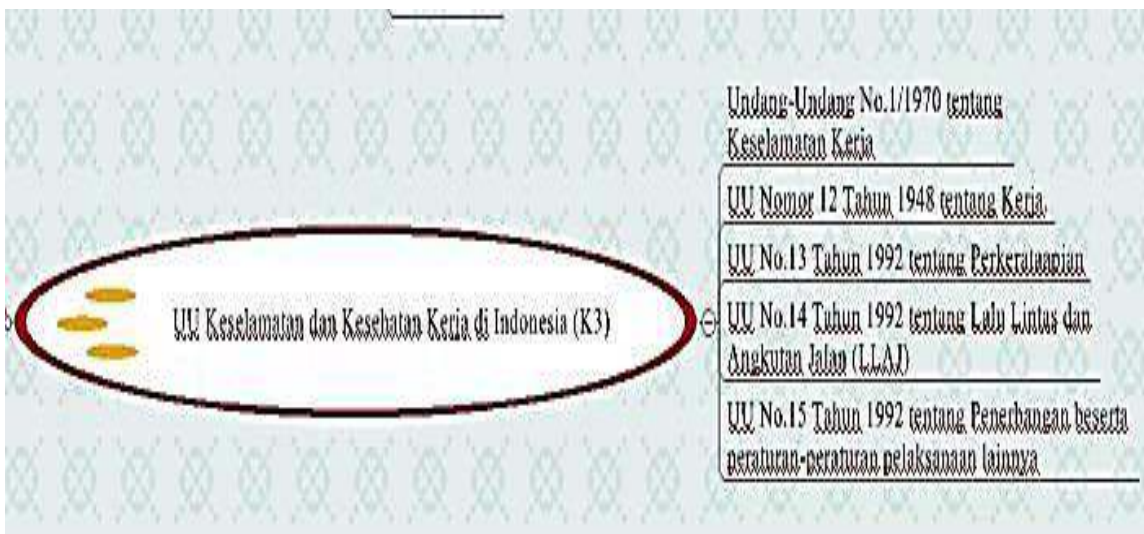 UU Keselamatan dan Kesehatan Kerja di Indonesia (K3)
Undang-Undang No.1/1970 tentang
Keselamatan Kerja
UU Nomor 12 Tahun 1948 tentang Kerja.
UU No.13 Tahun 1992 tentang Perkerataapian
UU No.14 Tahun 1992 tentang Lalu Lintas dan
Angkutan Jalan (LLAJ)
UU No.15 Tahun 1992 tentang Penerbangan beserta
peraturan-peraturan pelaksanaan lainnya